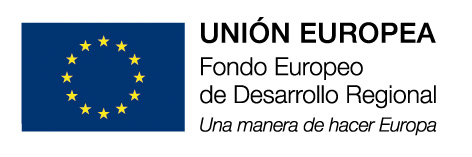 UNIÓN EUROPEA
Fondo Europeo
de Desarrollo Regional
Una manera de hacer Europa